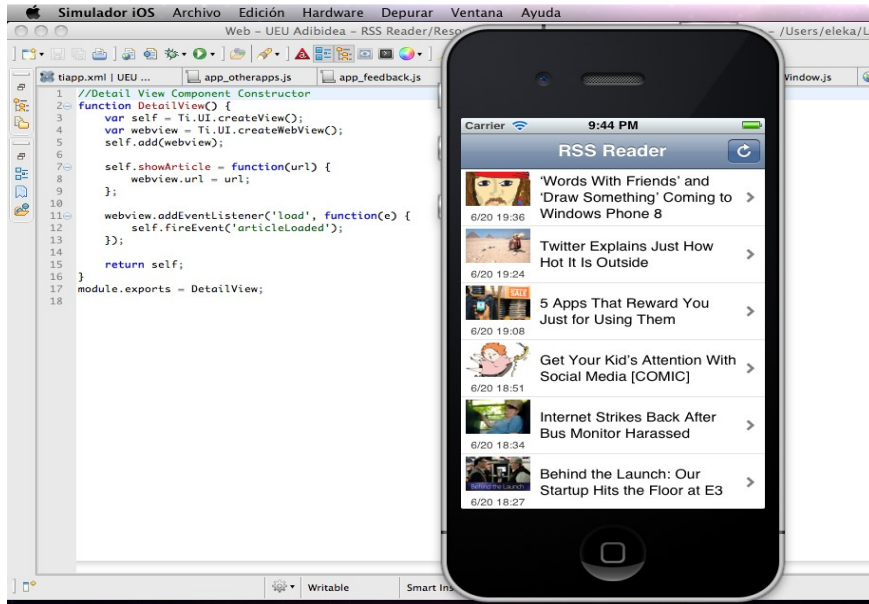 Simulador iOS Archivo Edición Hardware Depurar Ventana Ayuda
Web - UEU Adibidea - RSS Reader/Reso
- /Users/eleka/L
tiapp.xml | UEU ...
app_otherapps.js
app_feedback.js
Window.js
1 //Detail View Component Constructor
2 function DetailView() {
3 var self = Ti.UI.createView();
4 var webview = Ti.UI.createWebView();
5 self.add(webview);
6
7 self.showArticle = function(url) {
8 webview.url = url;
9 };
10
11 webview.addEventListener('load', function(e) {
12 self.fireEvent('articleLoaded');
13 });
14
15 return self;
16 }
17 module.exports = DetailView;
18
Writable
Smart Ins
Carrier 9:44 PM
RSS Reader
‘Words With Friends’ and
‘Draw Something’ Coming to
Windows Phone 8
6/20 19:36
Twitter Explains Just How
Hot It Is Outside
6/20 19:24
SALE
5 Apps That Reward You
Just for Using Them
6/20 19:08
Get Your Kid’s Attention With
Social Media [COMIC]
6/20 18:51
Internet Strikes Back After
Bus Monitor Harassed
6/20 18:34
Behind the Launch
Behind the Launch: Our
Startup Hits the Floor at E3
6/20 18:27